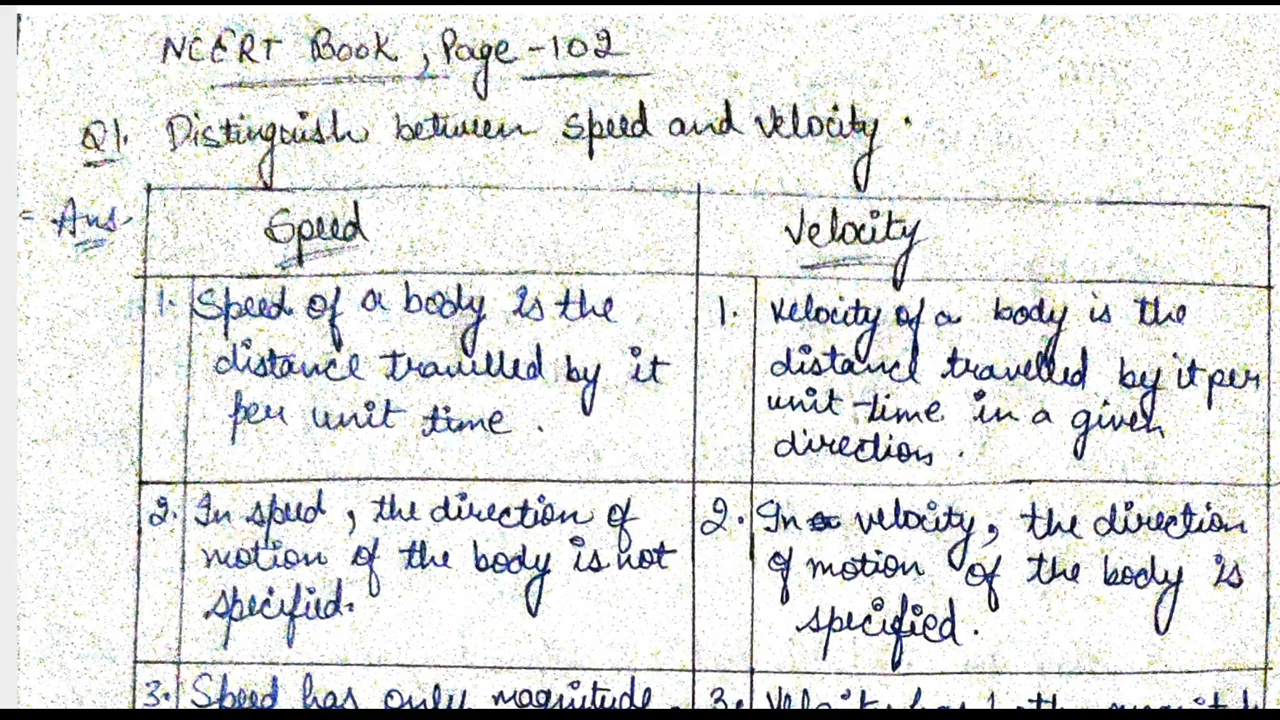 NCERT Book, Page-102
Q1. Distinguish between speed and velocity.
= Ans.
Speed
Velocity
1. Speed of a body is the
distance travelled by it
per unit time.
1. velocity of a body is the
distance travelled by it per
unit time in a given
direction.
2. In speed, the direction of
motion of the body is not
specified.
2. In velocity, the direction
of motion of the body is
specified.
3. Speed has only magnitude
3. Velocity has